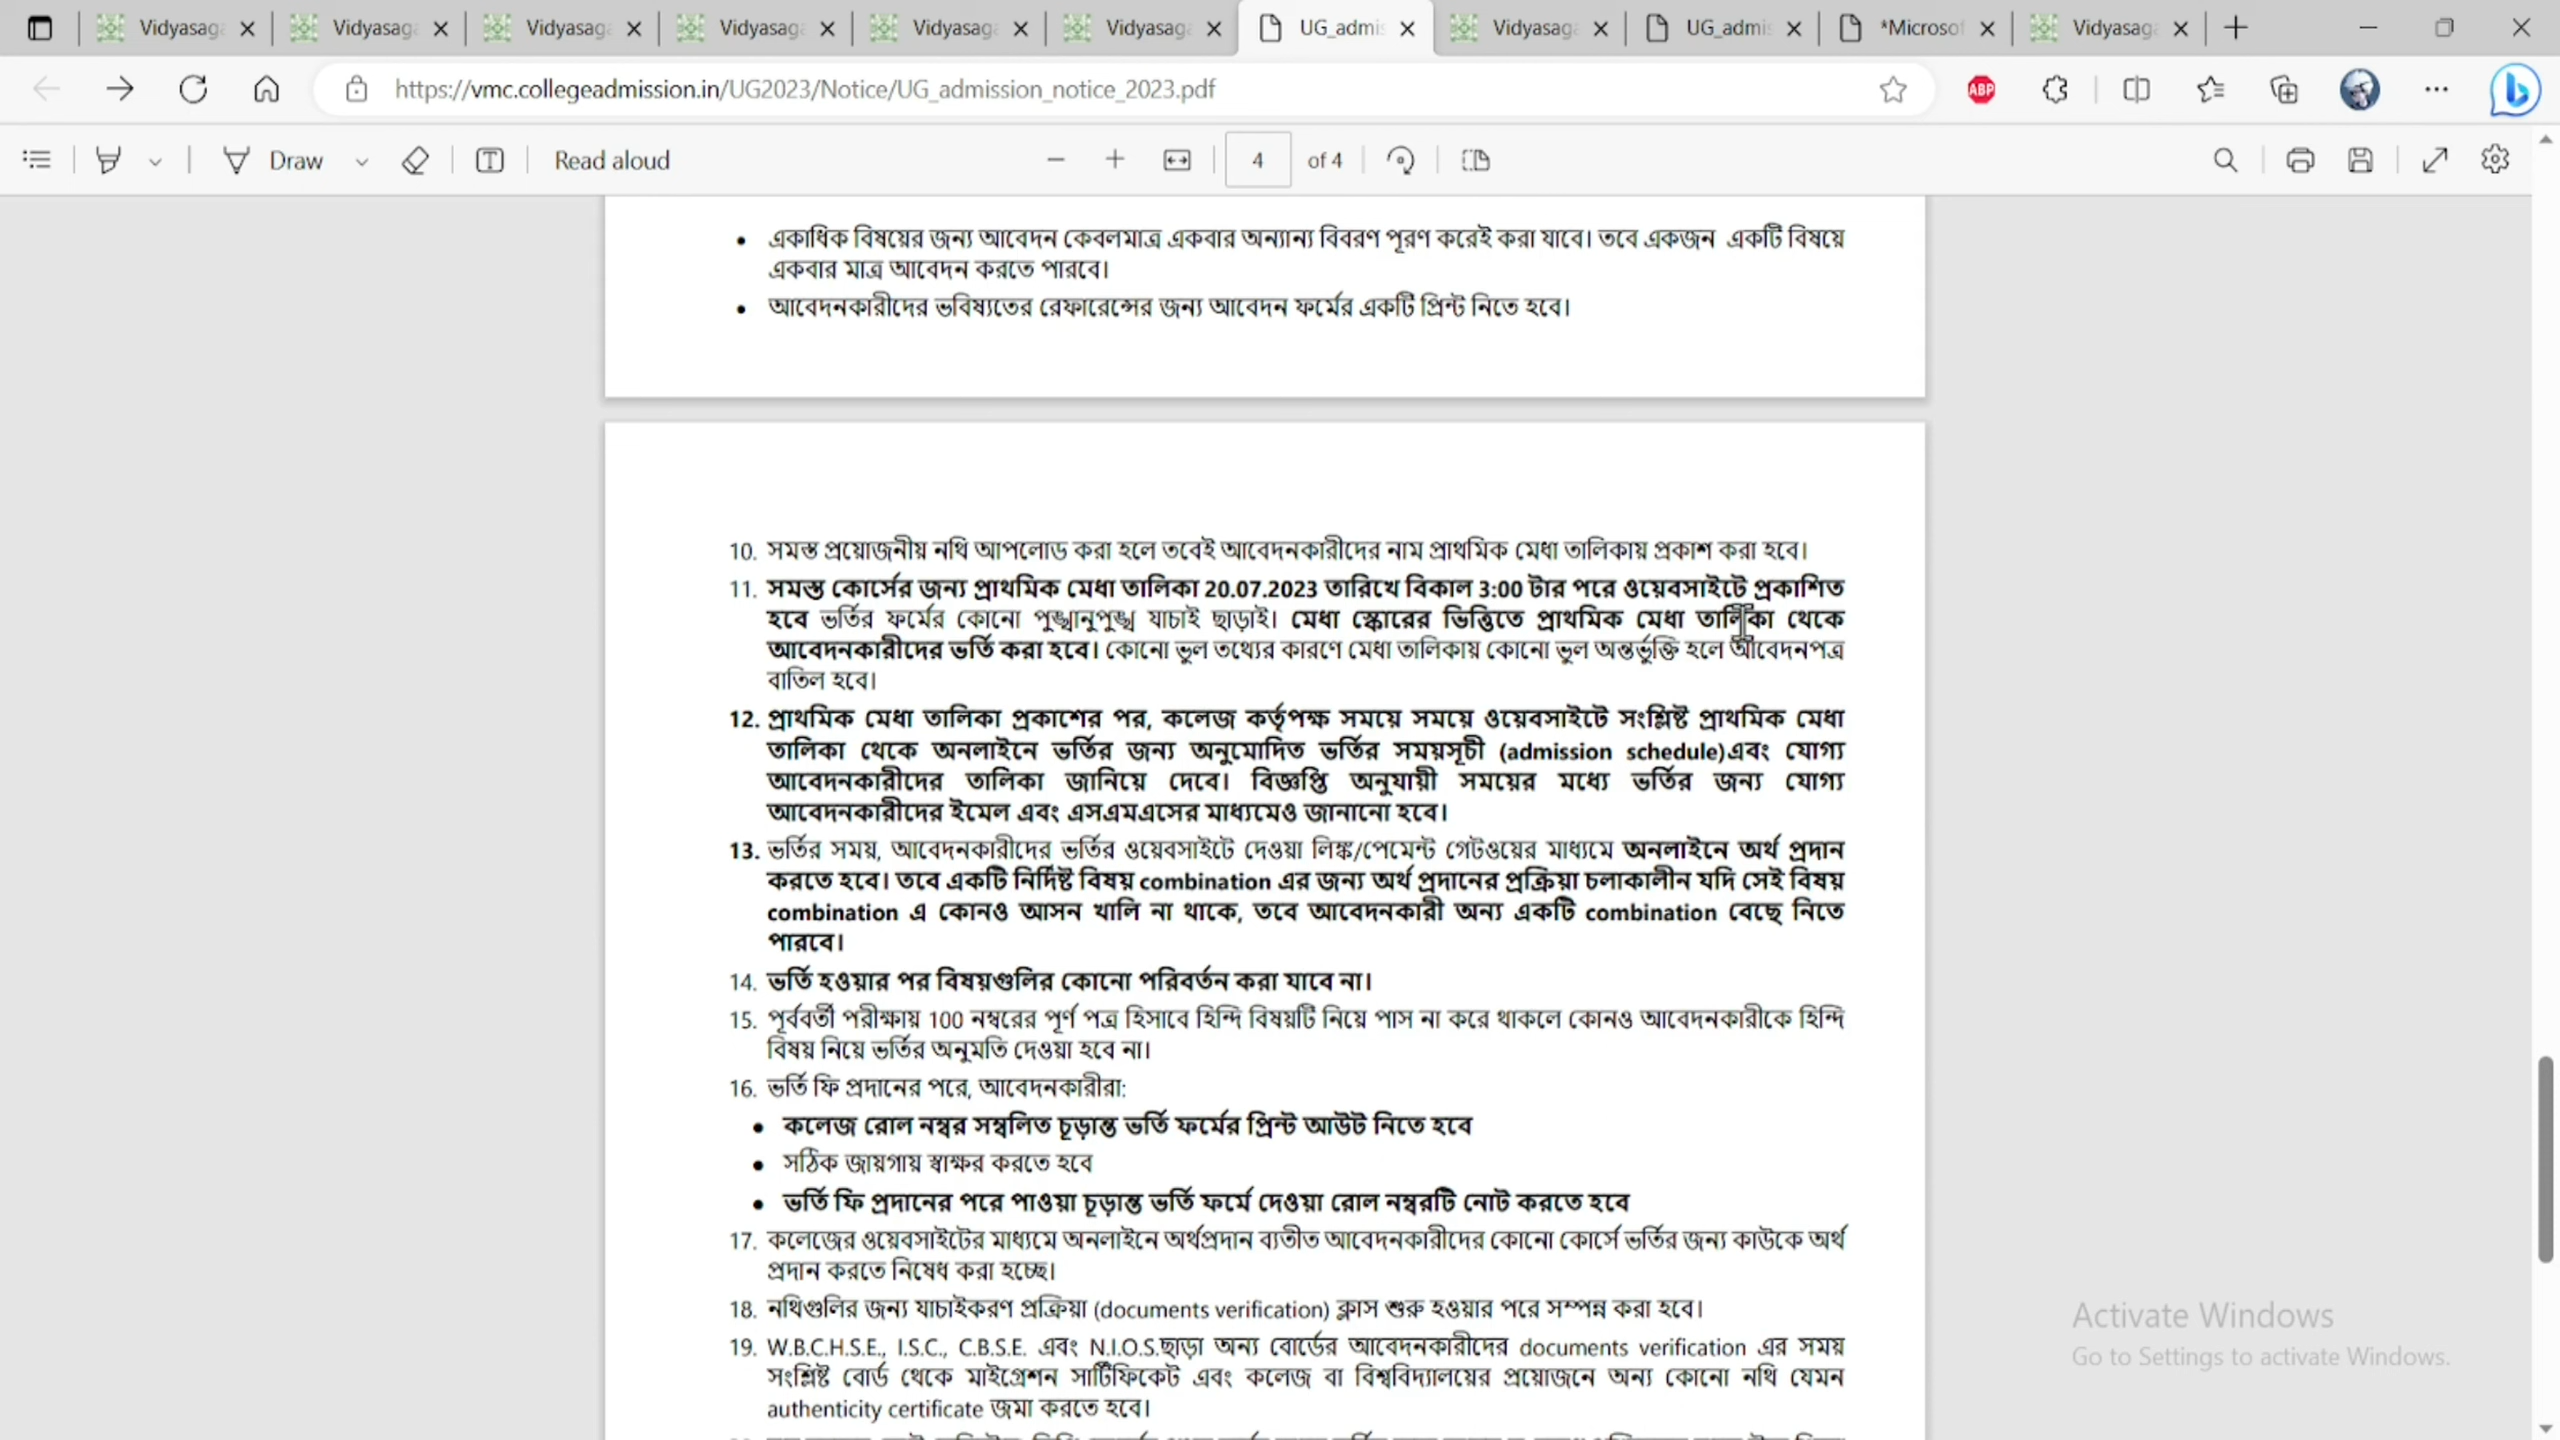 Vidyasaga Vidyasaga Vidyasaga Vidyasaga Vidyasaga Vidyasaga UG_admis Vidyasaga UG_admis *Microsof Vidyasaga
https://vmc.collegeadmission.in/UG2023/Notice/UG_admission_notice_2023.pdf
ABP
Draw Read aloud 4 of 4
• একাধিক বিষয়ের জন্য আবেদন কেবলমাত্র একবার অন্যান্য বিবরণ পূরণ করেই করা যাবে। তবে একজন একটি বিষয়ে
একবার মাত্র আবেদন করতে পারবে।
• আবেদনকারীদের ভবিষ্যতের রেফারেন্সের জন্য আবেদন ফর্মের একটি প্রিন্ট নিতে হবে।
10. সমস্ত প্রয়োজনীয় নথি আপলোড করা হলে তবেই আবেদনকারীদের নাম প্রাথমিক মেধা তালিকায় প্রকাশ করা হবে।
11. সমস্ত কোর্সের জন্য প্রাথমিক মেধা তালিকা 20.07.2023 তারিখে বিকাল 3:00 টার পরে ওয়েবসাইটে প্রকাশিত
হবে ভর্তির ফর্মের কোনো পুঙ্খানুপুঙ্খ যাচাই ছাড়াই। মেধা স্কোরের ভিত্তিতে প্রাথমিক মেধা তালিকা থেকে
আবেদনকারীদের ভর্তি করা হবে। কোনো ভুল তথ্যের কারণে মেধা তালিকায় কোনো ভুল অন্তর্ভুক্তি হলে আবেদনপত্র
বাতিল হবে।
12. প্রাথমিক মেধা তালিকা প্রকাশের পর, কলেজ কর্তৃপক্ষ সময়ে সময়ে ওয়েবসাইটে সংশ্লিষ্ট প্রাথমিক মেধা
তালিকা থেকে অনলাইনে ভর্তির জন্য অনুমোদিত ভর্তির সময়সূচী (admission schedule)এবং যোগ্য
আবেদনকারীদের তালিকা জানিয়ে দেবে। বিজ্ঞপ্তি অনুযায়ী সময়ের মধ্যে ভর্তির জন্য যোগ্য
আবেদনকারীদের ইমেল এবং এসএমএসের মাধ্যমেও জানানো হবে।
13. ভর্তির সময়, আবেদনকারীদের ভর্তির ওয়েবসাইটে দেওয়া লিঙ্ক/পেমেন্ট গেটওয়ের মাধ্যমে অনলাইনে অর্থ প্রদান
করতে হবে। তবে একটি নির্দিষ্ট বিষয় combination এর জন্য অর্থ প্রদানের প্রক্রিয়া চলাকালীন যদি সেই বিষয়
combination এ কোনও আসন খালি না থাকে, তবে আবেদনকারী অন্য একটি combination বেছে নিতে
পারবে।
14. ভর্তি হওয়ার পর বিষয়গুলির কোনো পরিবর্তন করা যাবে না।
15. পূর্ববর্তী পরীক্ষায় 100 নম্বরের পূর্ণ পত্র হিসাবে হিন্দি বিষয়টি নিয়ে পাস না করে থাকলে কোনও আবেদনকারীকে হিন্দি
বিষয় নিয়ে ভর্তির অনুমতি দেওয়া হবে না।
16. ভর্তি ফি প্রদানের পরে, আবেদনকারীরা:
• কলেজ রোল নম্বর সম্বলিত চূড়ান্ত ভর্তি ফর্মের প্রিন্ট আউট নিতে হবে
• সঠিক জায়গায় স্বাক্ষর করতে হবে
• ভর্তি ফি প্রদানের পরে পাওয়া চূড়ান্ত ভর্তি ফর্মে দেওয়া রোল নম্বরটি নোট করতে হবে
17. কলেজের ওয়েবসাইটের মাধ্যমে অনলাইনে অর্থপ্রদান ব্যতীত আবেদনকারীদের কোনো কোর্সে ভর্তির জন্য কাউকে অর্থ
প্রদান করতে নিষেধ করা হচ্ছে।
18. নথিগুলির জন্য যাচাইকরণ প্রক্রিয়া (documents verification) ক্লাস শুরু হওয়ার পরে সম্পন্ন করা হবে।
19. W.B.C.H.S.E., I.S.C., C.B.S.E. এবং N.I.O.S.ছাড়া অন্য বোর্ডের আবেদনকারীদের documents verification এর সময়
সংশ্লিষ্ট বোর্ড থেকে মাইগ্রেশন সার্টিফিকেট এবং কলেজ বা বিশ্ববিদ্যালয়ের প্রয়োজনে অন্য কোনো নথি যেমন
authenticity certificate জমা করতে হবে।
Activate Windows
Go to Settings to activate Windows.